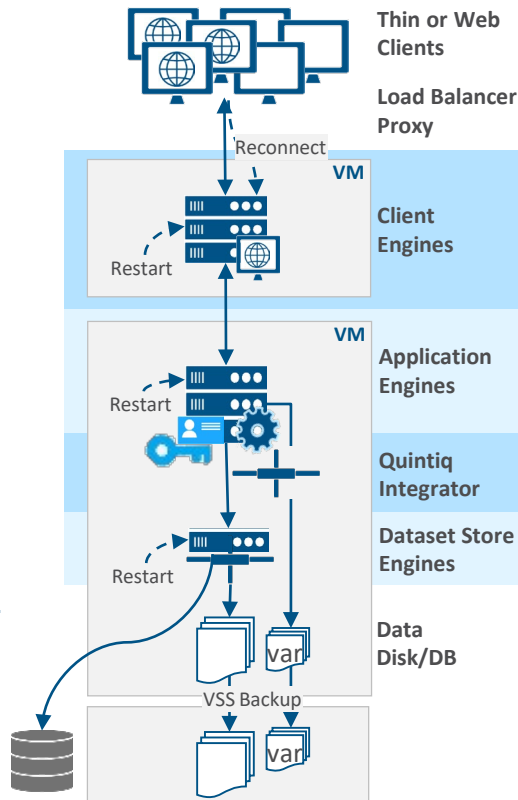 Thin or Web
Clients
Load Balancer
Proxy
Reconnect
VM
Client
Engines
Restart
VM
Application
Engines
Restart
Quintiq
Integrator
Dataset Store
Engines
Restart
Data
Disk/DB
var
VSS Backup
var